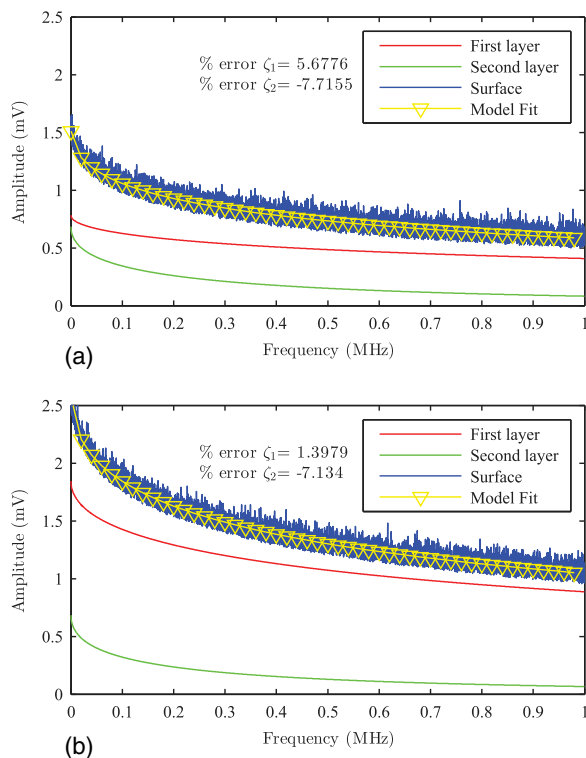 2.5
2
1.5
1
0.5
0
Amplitude (mV)
% error ζ1= 5.6776
% error ζ2= -7.7155
First layer
Second layer
Surface
Model Fit
0 0.1 0.2 0.3 0.4 0.5 0.6 0.7 0.8 0.9 1
Frequency (MHz)
(a)
2.5
2
1.5
1
0.5
0
Amplitude (mV)
% error ζ1= 1.3979
% error ζ2= -7.134
First layer
Second layer
Surface
Model Fit
0 0.1 0.2 0.3 0.4 0.5 0.6 0.7 0.8 0.9 1
Frequency (MHz)
(b)